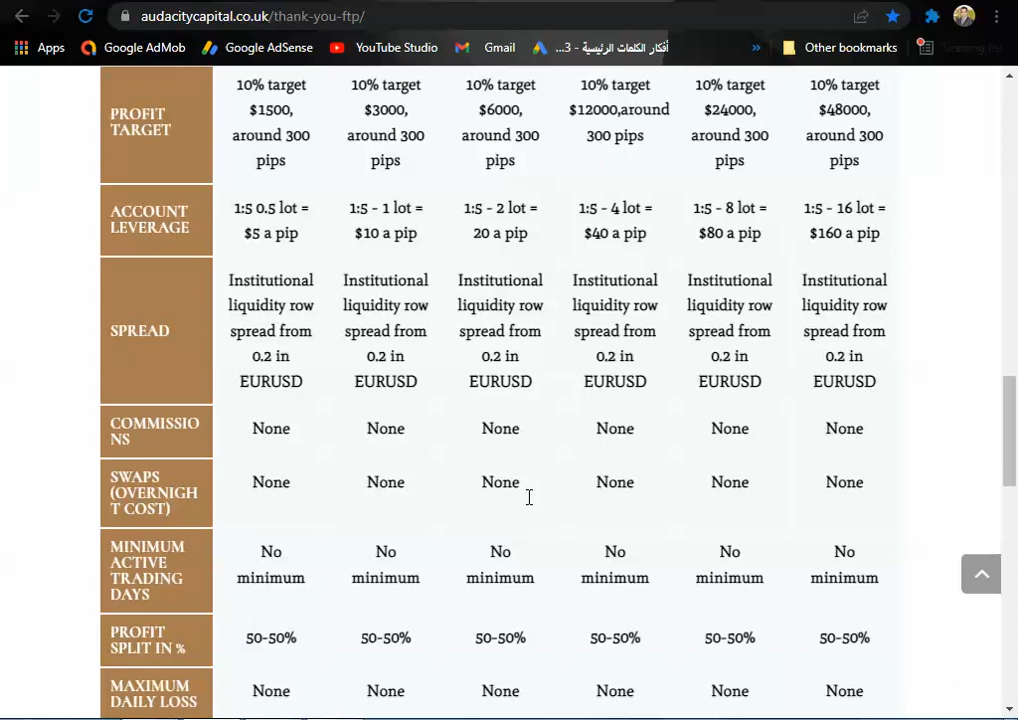 audacitycapital.co.uk/thank-you-ftp/
Apps Google AdMob Google AdSense YouTube Studio Gmail أفكار الكلمات الرئيسية - 3... » Other bookmarks Reading list
PROFIT TARGET
10% target $1500, around 300 pips
10% target $3000, around 300 pips
10% target $6000, around 300 pips
10% target $12000,around 300 pips
10% target $24000, around 300 pips
10% target $48000, around 300 pips
ACCOUNT LEVERAGE
1:5 0.5 lot = $5 a pip
1:5 - 1 lot = $10 a pip
1:5 - 2 lot = 20 a pip
1:5 - 4 lot = $40 a pip
1:5 - 8 lot = $80 a pip
1:5 - 16 lot = $160 a pip
SPREAD
Institutional liquidity row spread from 0.2 in EURUSD
Institutional liquidity row spread from 0.2 in EURUSD
Institutional liquidity row spread from 0.2 in EURUSD
Institutional liquidity row spread from 0.2 in EURUSD
Institutional liquidity row spread from 0.2 in EURUSD
Institutional liquidity row spread from 0.2 in EURUSD
COMMISSIO
NS
None None None None None None
SWAPS
(OVERNIGH
T COST)
None None None None None None
MINIMUM
ACTIVE
TRADING
DAYS
No No No No No No
minimum minimum minimum minimum minimum minimum
PROFIT
SPLIT IN %
50-50% 50-50% 50-50% 50-50% 50-50% 50-50%
MAXIMUM
DAILY LOSS
None None None None None None